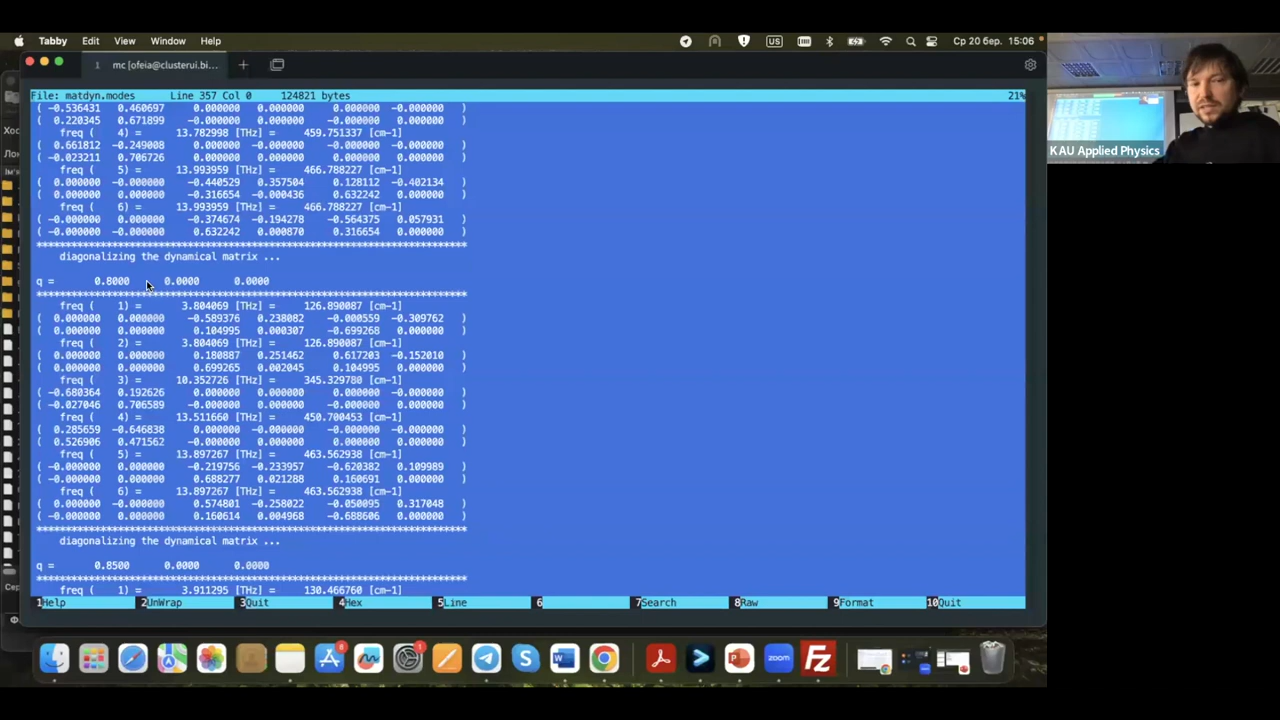 Tabby Edit View Window Help US Ср 20 бер. 15:06
1 mc [ofeia@clusterui.bi...
File: matdyn.modes Line 357 Col 0 124821 bytes 21%
( -0.536431 0.460697 0.000000 0.000000 0.000000 -0.000000 )
( 0.220345 0.671899 -0.000000 0.000000 0.000000 0.000000 )
freq ( 4) = 13.782998 [THz] = 459.751337 [cm-1]
( 0.661812 -0.249008 0.000000 0.000000 0.000000 0.000000 )
( -0.023211 0.706726 0.000000 0.000000 0.000000 0.000000 )
freq ( 5) = 13.993959 [THz] = 466.788227 [cm-1]
( 0.000000 -0.000000 -0.440529 0.357504 0.128112 -0.402134 )
( 0.000000 0.000000 -0.316654 -0.000436 0.632242 0.000000 )
freq ( 6) = 13.993959 [THz] = 466.788227 [cm-1]
( -0.000000 0.000000 -0.374674 -0.194278 -0.564375 0.057931 )
( -0.000000 -0.000000 0.632242 0.000870 0.316654 0.000000 )
*******************************************************************************
diagonalizing the dynamical matrix ...
q = 0.8000 0.0000 0.0000
*******************************************************************************
freq ( 1) = 3.804069 [THz] = 126.890087 [cm-1]
( 0.000000 0.000000 -0.589376 0.238082 -0.000559 -0.309762 )
( 0.000000 0.000000 0.104995 0.000307 -0.699268 0.000000 )
freq ( 2) = 3.804069 [THz] = 126.890087 [cm-1]
( 0.000000 0.000000 0.180887 0.251462 0.617203 -0.152010 )
( 0.000000 0.000000 0.699265 0.002045 0.104995 0.000000 )
freq ( 3) = 10.352726 [THz] = 345.329780 [cm-1]
( -0.680364 0.192626 0.000000 0.000000 0.000000 -0.000000 )
( -0.027046 0.706589 -0.000000 0.000000 0.000000 0.000000 )
freq ( 4) = 13.511660 [THz] = 450.700453 [cm-1]
( 0.285659 -0.646838 0.000000 -0.000000 -0.000000 0.000000 )
( 0.526906 0.471562 -0.000000 0.000000 0.000000 0.000000 )
freq ( 5) = 13.897267 [THz] = 463.562938 [cm-1]
( -0.000000 0.000000 -0.219756 -0.233957 -0.620382 0.109989 )
( -0.000000 0.000000 0.688277 0.021288 0.160691 0.000000 )
freq ( 6) = 13.897267 [THz] = 463.562938 [cm-1]
( 0.000000 -0.000000 0.574801 -0.258022 -0.050095 0.317048 )
( -0.000000 0.000000 0.160614 0.004968 -0.688606 0.000000 )
*******************************************************************************
diagonalizing the dynamical matrix ...
q = 0.8500 0.0000 0.0000
*******************************************************************************
freq ( 1) = 3.911295 [THz] = 130.466760 [cm-1]
1Help 2UnWrap 3Quit 4Hex 5Line 6 7Search 8Raw 9Format 10Quit
KAU Applied Physics
zoom